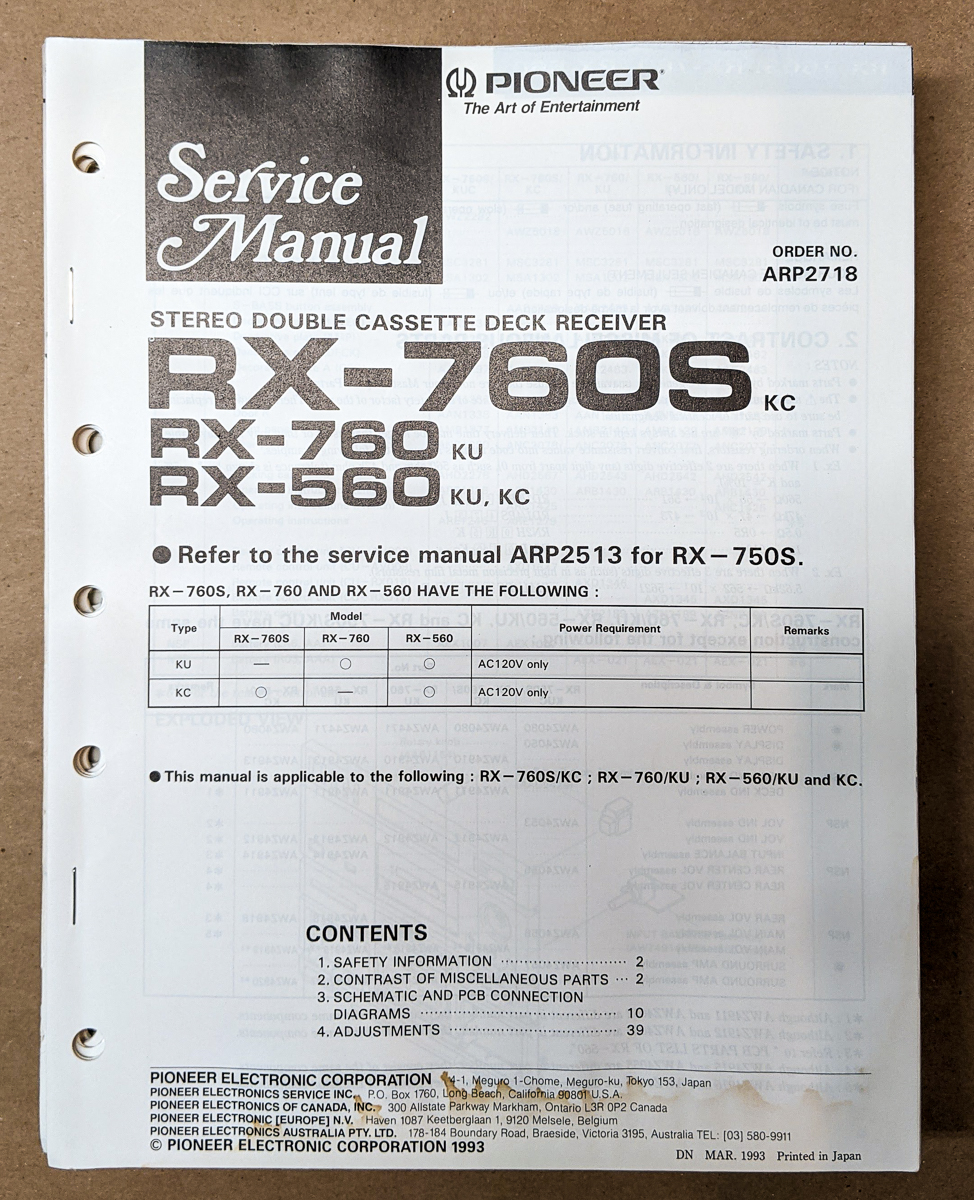 PIONEER
The Art of Entertainment
Service
Manual
ORDER NO.
ARP2718
STEREO DOUBLE CASSETTE DECK RECEIVER
RX-760S KC
RX-760 KU
RX-560 KU, KC
● Refer to the service manual ARP2513 for RX-750S.
RX-760S, RX-760 AND RX-560 HAVE THE FOLLOWING :
Type Model Power Requirement Remarks
RX-760S RX-760 RX-560
KU — ○ ○ AC120V only
KC ○ — ○ AC120V only
● This manual is applicable to the following : RX-760S/KC ; RX-760/KU ; RX-560/KU and KC.
CONTENTS
1. SAFETY INFORMATION ························ 2
2. CONTRAST OF MISCELLANEOUS PARTS ··· 2
3. SCHEMATIC AND PCB CONNECTION
DIAGRAMS ································ 10
4. ADJUSTMENTS ···························· 39
PIONEER ELECTRONIC CORPORATION 4-1, Meguro 1-Chome, Meguro-ku, Tokyo 153, Japan
PIONEER ELECTRONICS SERVICE INC. P.O. Box 1760, Long Beach, California 90801 U.S.A.
PIONEER ELECTRONICS OF CANADA, INC. 300 Allstate Parkway Markham, Ontario L3R 0P2 Canada
PIONEER ELECTRONIC [EUROPE] N.V. Haven 1087 Keetberglaan 1, 9120 Melsele, Belgium
PIONEER ELECTRONICS AUSTRALIA PTY. LTD. 178-184 Boundary Road, Braeside, Victoria 3195, Australia TEL: [03] 580-9911
© PIONEER ELECTRONIC CORPORATION 1993
DN MAR. 1993 Printed in Japan